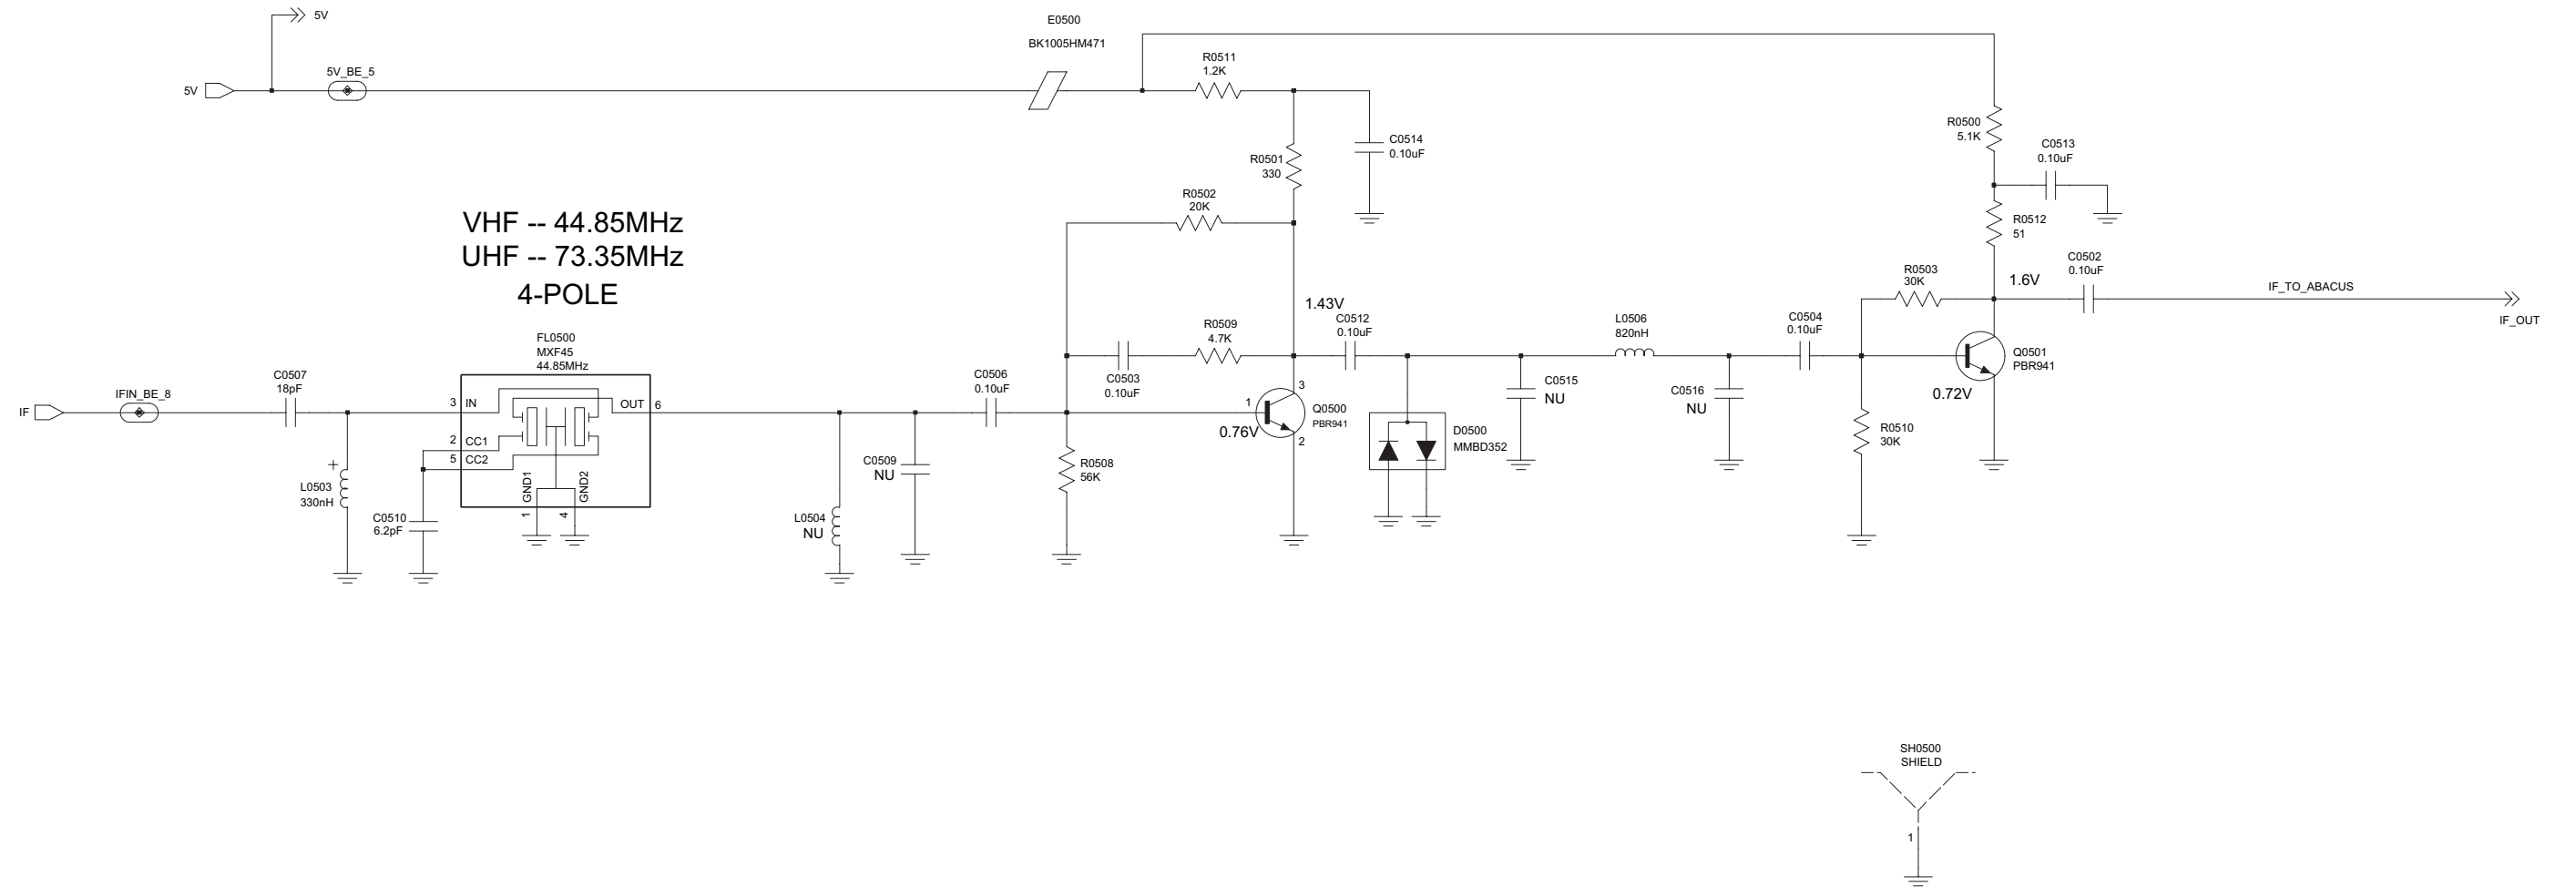 5V
E0500
BK1005HM471
5V_BE_5
5V
R0511
1.2K
R0501
330
C0514
0.10uF
R0500
5.1K
C0513
0.10uF
R0512
51
VHF -- 44.85MHz
UHF -- 73.35MHz
4-POLE
R0502
20K
R0503
30K
1.6V
C0502
0.10uF
IF_TO_ABACUS
IF_OUT
FL0500
MXF45
44.85MHz
1.43V
R0509
4.7K
C0512
0.10uF
L0506
820nH
C0504
0.10uF
Q0501
PBR941
0.72V
IF
IFIN_BE_8
C0507
18pF
3
IN
OUT
6
2
CC1
5
CC2
GND1
GND2
1
4
C0506
0.10uF
C0503
0.10uF
1
3
2
Q0500
PBR941
0.76V
C0515
NU
C0516
NU
D0500
MMBD352
R0510
30K
L0503
330nH
+
C0510
6.2pF
L0504
NU
C0509
NU
R0508
56K
SH0500
SHIELD
1